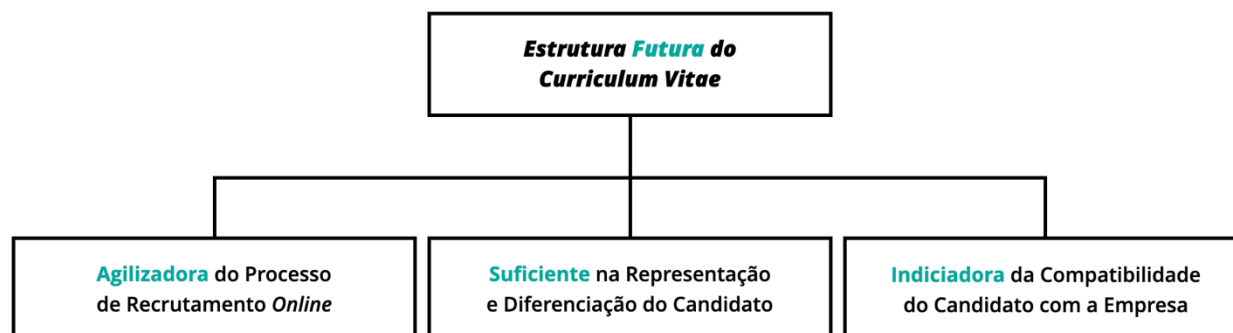 Estrutura Futura do
Curriculum Vitae
Agilizadora do Processo
de Recrutamento Online
Suficiente na Representação
e Diferenciação do Candidato
Indiciadora da Compatibilidade
do Candidato com a Empresa